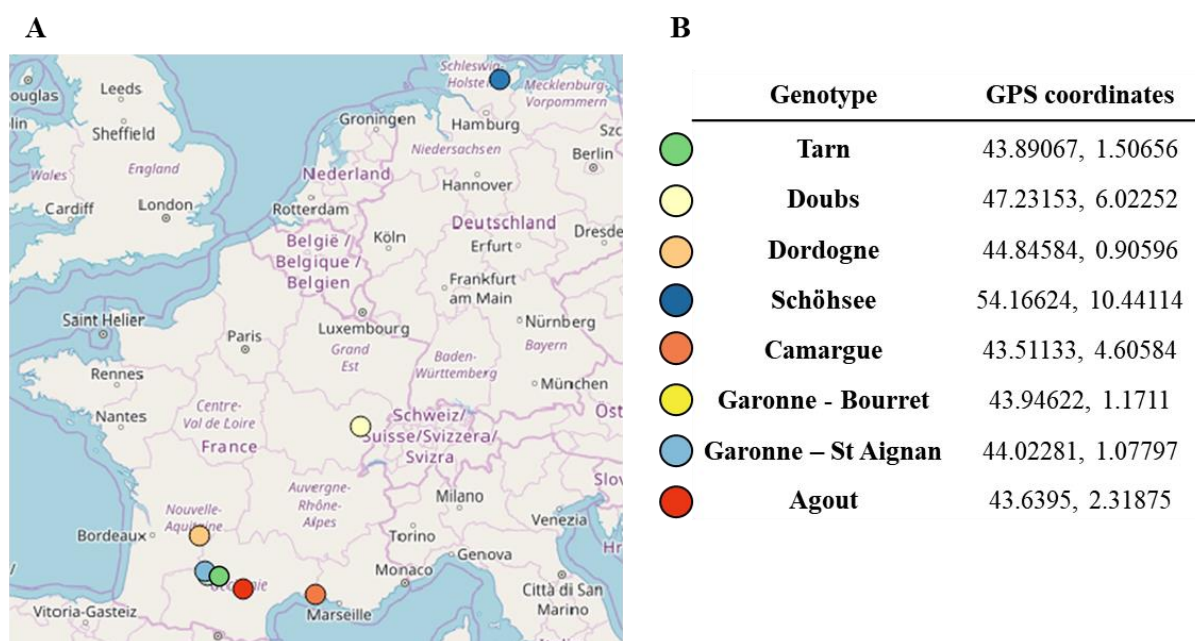 A
B
Schleswig-
Holstein
Mecklenburg-
Vorpommern
ouglas
Leeds
Groningen
Hamburg
Szc
lin
Sheffield
Niedersachsen
Berlin
Wales
England
Nederland
Hannover
Cardiff
London
Rotterdam
Deutschland
België /
Belgique /
Belgien
Köln
Erfurt
Dresde
Frankfurt
am Main
Saint Helier
Luxembourg
Nürnberg
Paris
Grand
Est
Bayern
Baden-
Württemberg
Rennes
München
Nantes
Centre-
Val de Loire
Schweiz/
Suisse/Svizzera/
Svizra
Öst
France
Auvergne-
Rhône-
Alpes
Slov
Nouvelle-
Aquitaine
Milano
Venezia
Bordeaux
Torino
Hr
Genova
Monaco
Marseille
Città di San
Marino
Vitoria-Gasteiz
Genotype GPS coordinates
Tarn 43.89067, 1.50656
Doubs 47.23153, 6.02252
Dordogne 44.84584, 0.90596
Schöhsee 54.16624, 10.44114
Camargue 43.51133, 4.60584
Garonne - Bourret 43.94622, 1.1711
Garonne – St Aignan 44.02281, 1.07797
Agout 43.6395, 2.31875